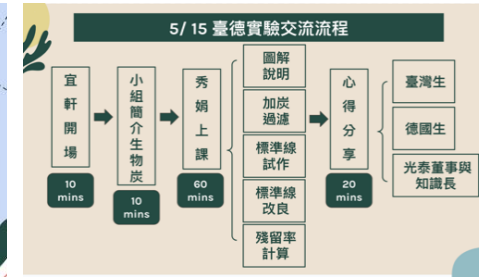 5/ 15 臺德實驗交流流程
宜軒開場
10
mins
小組簡介生物炭
10
mins
秀娟上課
60
mins
圖解
說明
加炭
過濾
標準線
試作
標準線
改良
殘留率
計算
心得分享
20
mins
臺灣生
德國生
光泰董事與
知識長